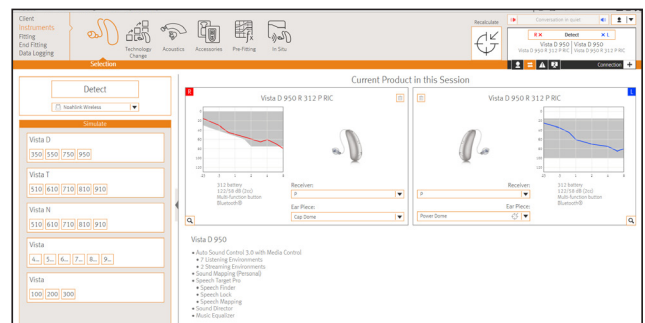 Client
Instruments
Fitting
End Fitting
Data Logging
Selection
Technology
Change
Acoustics
Accessories
Pre-Fitting
In Situ
Recalculate
Conversation in quiet
R
Detect
L
Vista D 950 | Vista D 950
Vista D 950 R 312 P RIC | Vista D 950 R 312 P RIC
Connection +
Detect
Noahlink Wireless
Simulate
Vista D
350 550 750 950
Vista T
510 610 710 810 910
Vista N
510 610 710 810 910
Vista
4... 5... 6... 7... 8... 9...
Vista
100 200 300
Current Product in this Session
R
Vista D 950 R 312 P RIC
312 battery
Multi-function button
Bluetooth®
Receiver:
P
Ear Piece:
Cap Dome
L
Vista D 950 R 312 P RIC
Receiver:
P
Ear Piece:
Power Dome
312 battery
Multi-function button
Bluetooth®
Vista D 950
• Auto Sound Control 3.0 with Media Control
• 7 Listening Environments
• 2 Streaming Environments
• Sound Mapping (Personal)
• Speech Target Pro
• Speech Finder
• Speech Lock
• Speech Mapping
• Sound Director
• Music Equalizer